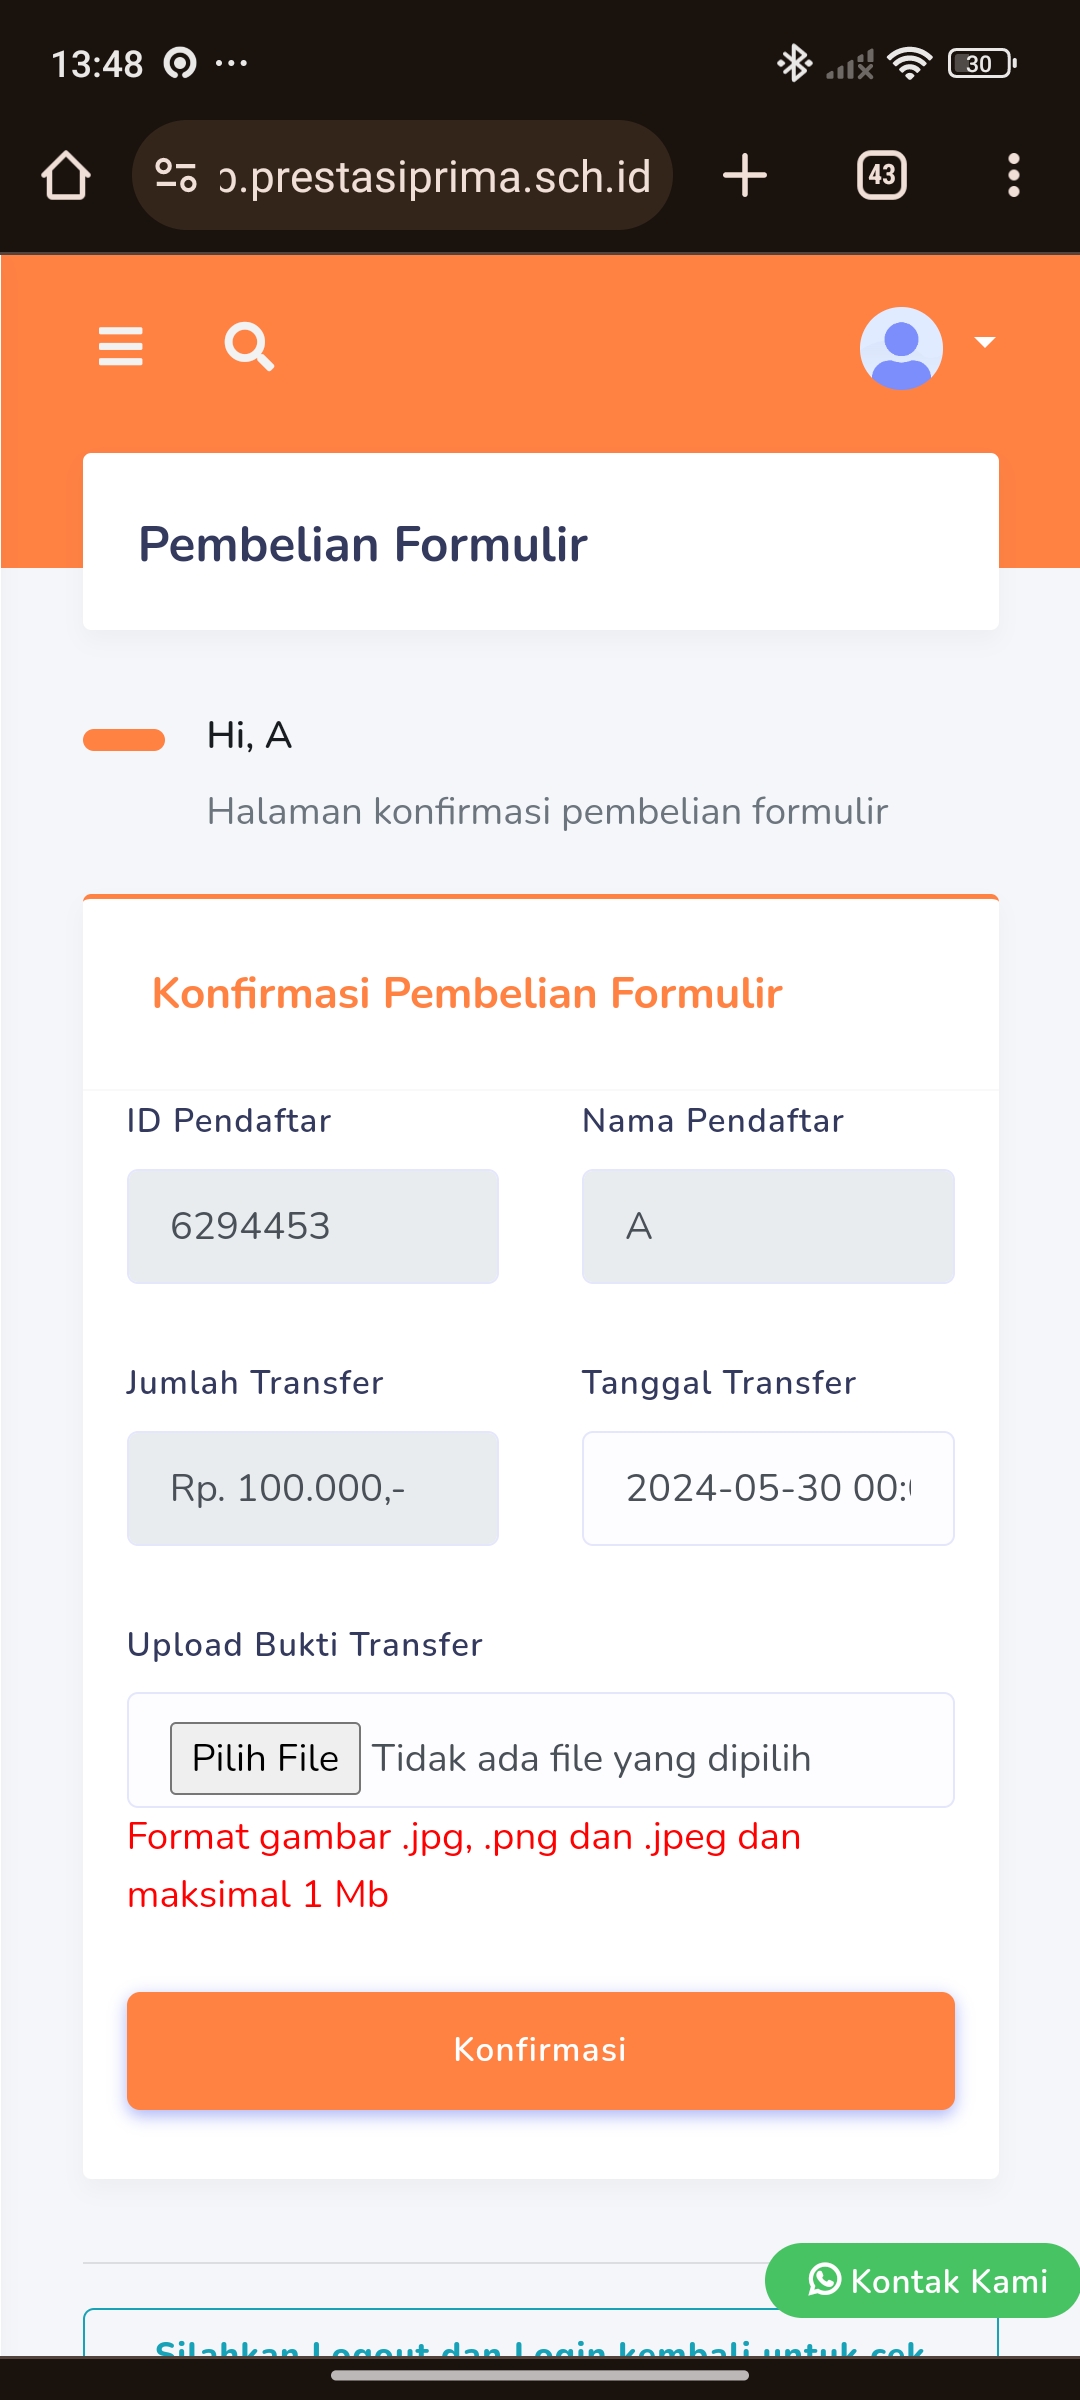 13:48
30
.prestasiprima.sch.id
43
Pembelian Formulir
Hi, A
Halaman konfirmasi pembelian formulir
Konfirmasi Pembelian Formulir
ID Pendaftar
Nama Pendaftar
6294453
A
Jumlah Transfer
Tanggal Transfer
Rp. 100.000,-
2024-05-30 00:
Upload Bukti Transfer
Pilih File Tidak ada file yang dipilih
Format gambar .jpg, .png dan .jpeg dan
maksimal 1 Mb
Konfirmasi
Kontak Kami
Silahkan Logout dan Login kembali untuk cek